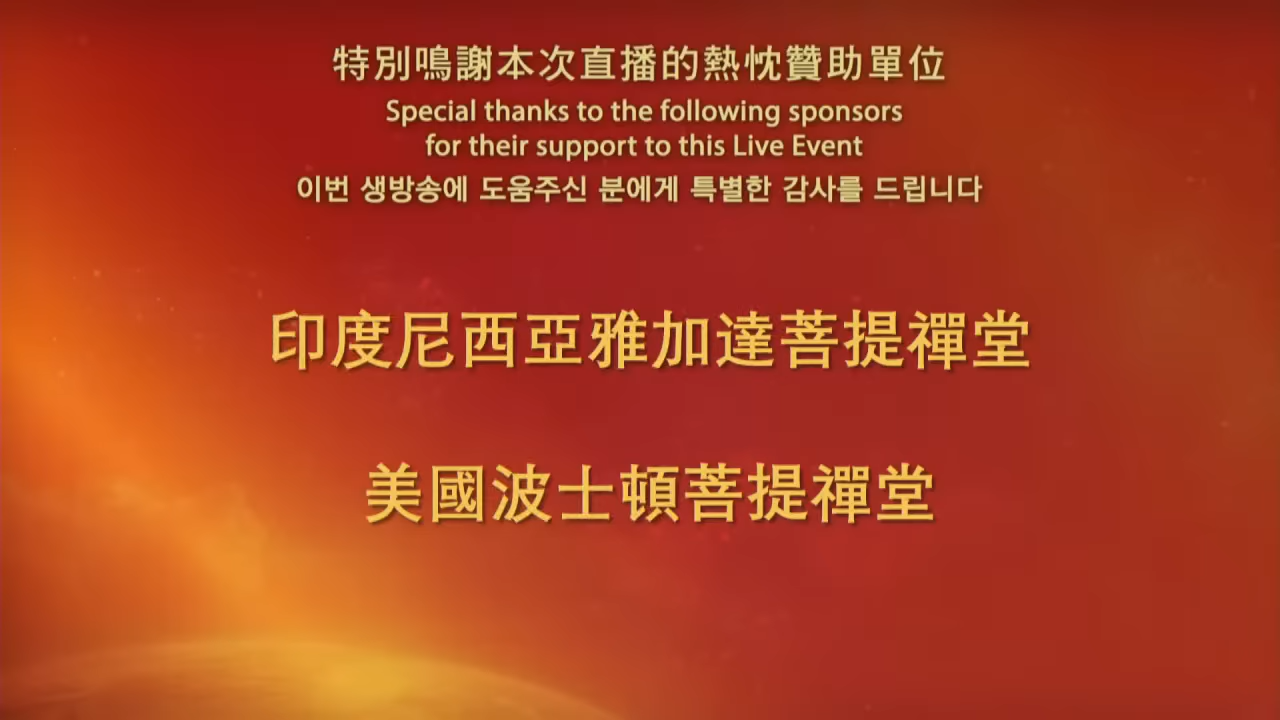 特別鳴謝本次直播的熱忱贊助單位
Special thanks to the following sponsors
for their support to this Live Event
이번 생방송에 도움주신 분에게 특별한 감사를 드립니다
印度尼西亞雅加達菩提禪堂
美國波士頓菩提禪堂